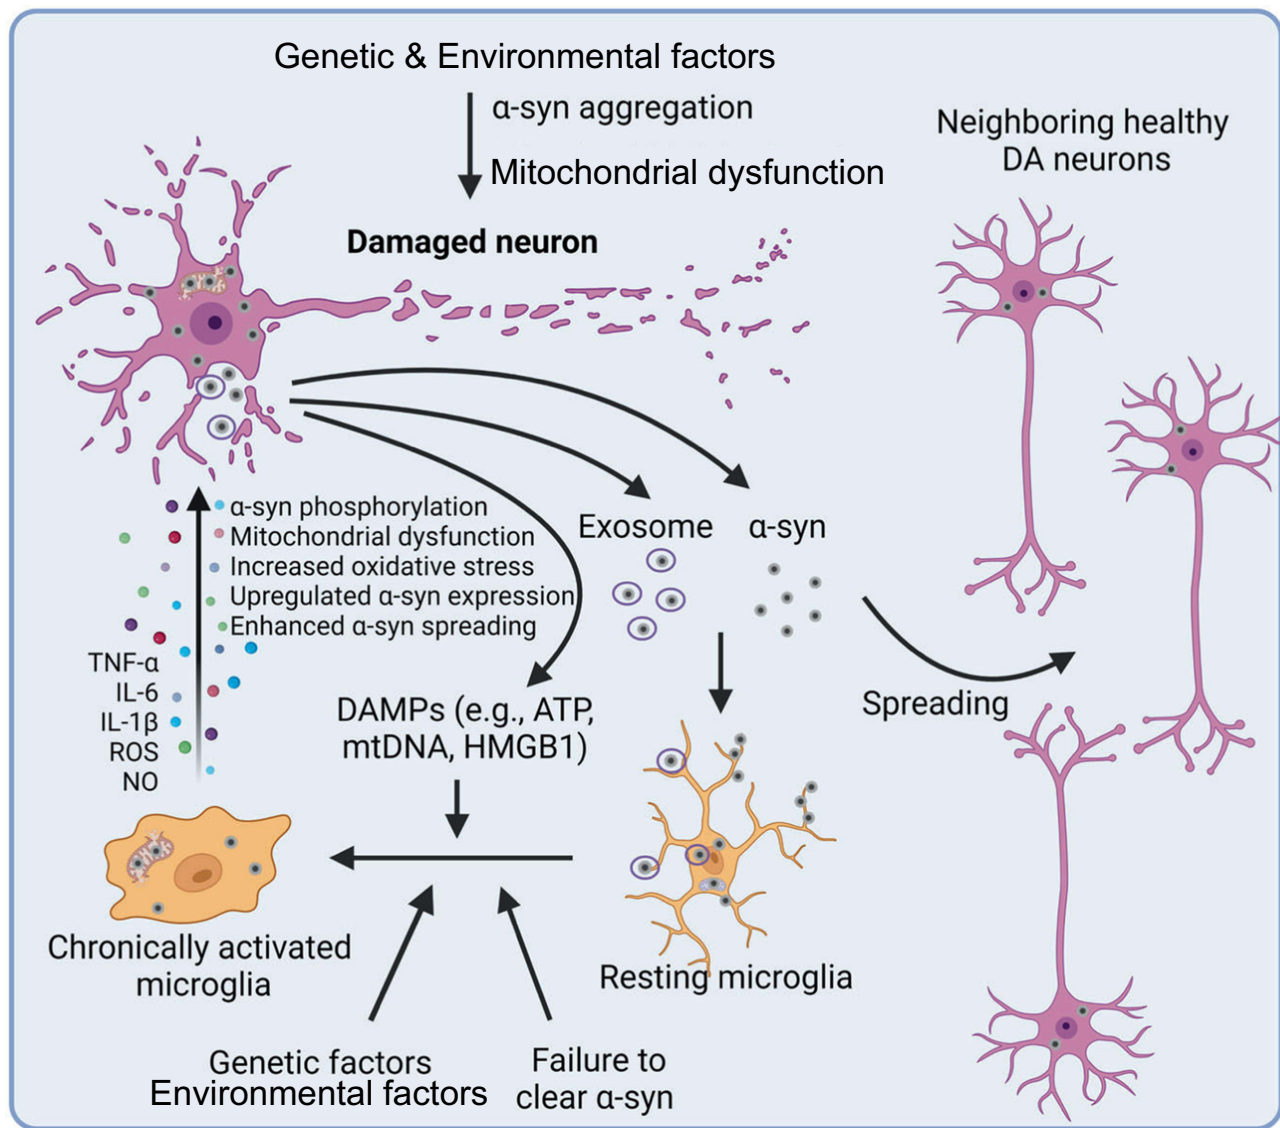 Genetic & Environmental factors
α-syn aggregation
Mitochondrial dysfunction
Neighboring healthy
DA neurons
Damaged neuron
α-syn phosphorylation
Mitochondrial dysfunction
Increased oxidative stress
Upregulated α-syn expression
Enhanced α-syn spreading
Exosome
α-syn
TNF-α
IL-6
IL-1β
ROS
NO
DAMPs (e.g., ATP,
mtDNA, HMGB1)
Spreading
Chronically activated
microglia
Resting microglia
Genetic factors
Environmental factors
Failure to
clear α-syn